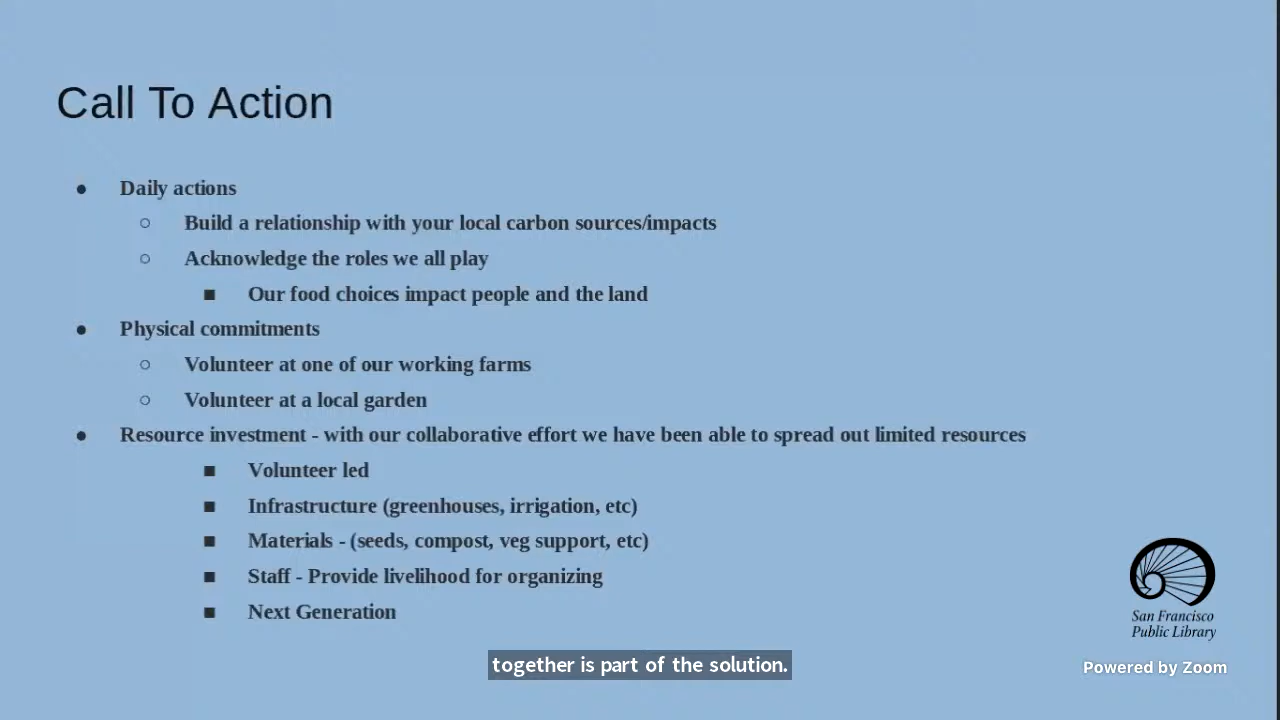 Call To Action
● Daily actions
○ Build a relationship with your local carbon sources/impacts
○ Acknowledge the roles we all play
■ Our food choices impact people and the land
● Physical commitments
○ Volunteer at one of our working farms
○ Volunteer at a local garden
● Resource investment - with our collaborative effort we have been able to spread out limited resources
■ Volunteer led
■ Infrastructure (greenhouses, irrigation, etc)
■ Materials - (seeds, compost, veg support, etc)
■ Staff - Provide livelihood for organizing
■ Next Generation
San Francisco
Public Library
together is part of the solution.
Powered by Zoom